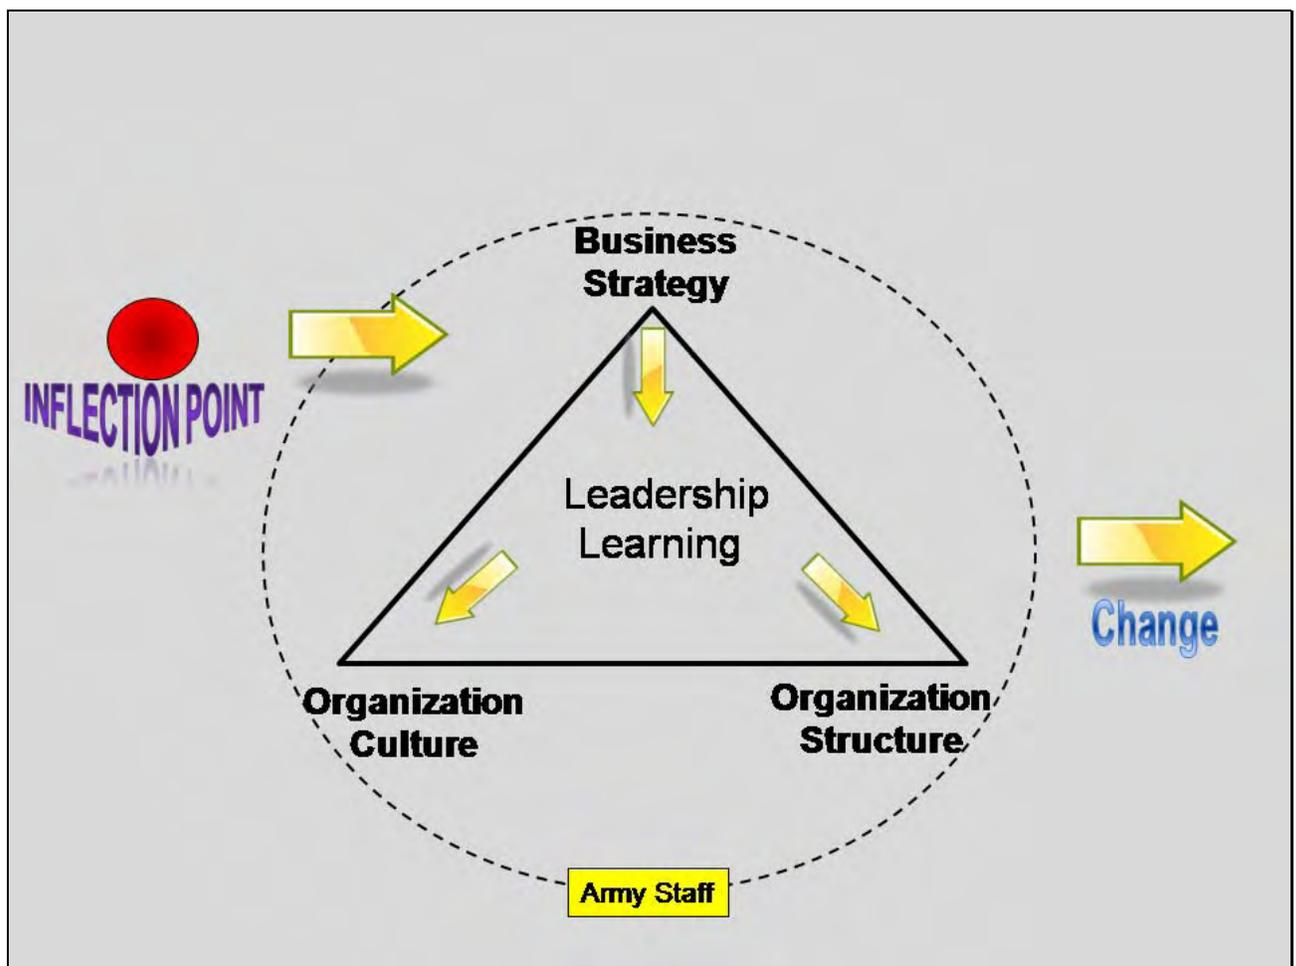 Business
Strategy
INFLECTION POINT
Leadership
Learning
Change
Organization
Culture
Organization
Structure
Army Staff